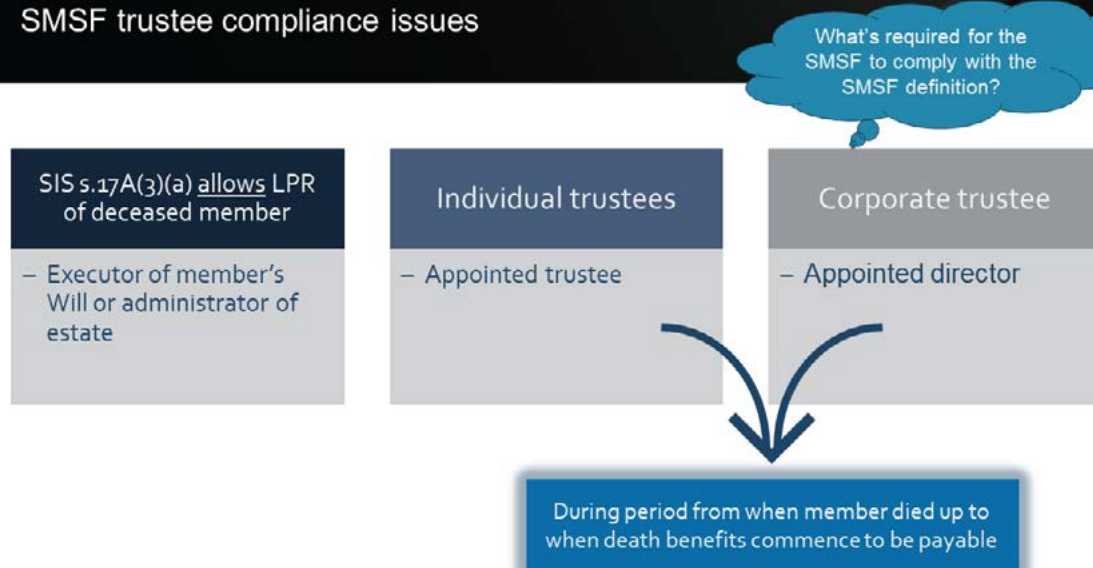 SMSF trustee compliance issues
What's required for the
SMSF to comply with the
SMSF definition?
SIS s.17A(3)(a) allows LPR
of deceased member
– Executor of member's
Will or administrator of
estate
Individual trustees
– Appointed trustee
Corporate trustee
– Appointed director
During period from when member died up to
when death benefits commence to be payable